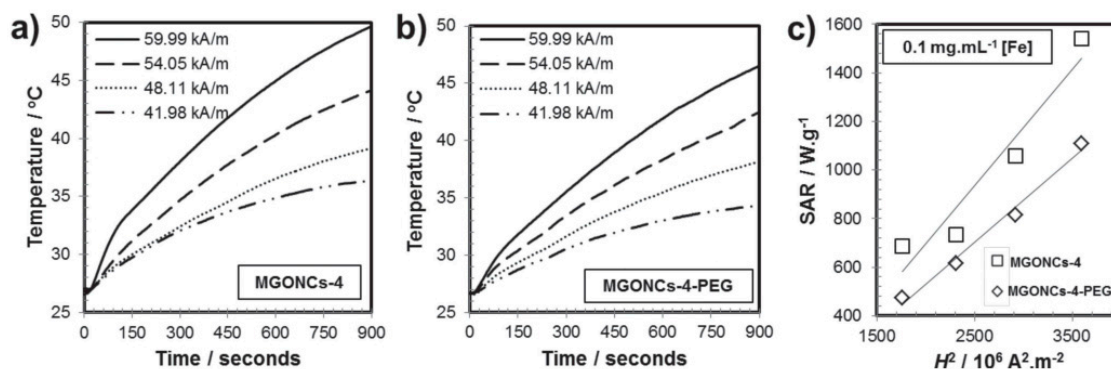 a)
50
45
40
35
30
25
Temperature / ºC
59.99 kA/m
54.05 kA/m
48.11 kA/m
41.98 kA/m
MGONCs-4
0 150 300 450 600 750 900
Time / seconds
b)
50
45
40
35
30
25
Temperature / ºC
59.99 kA/m
54.05 kA/m
48.11 kA/m
41.98 kA/m
MGONCs-4-PEG
0 150 300 450 600 750 900
Time / seconds
c)
1600
1400
1200
1000
800
600
400
SAR / W.g⁻¹
0.1 mg.mL⁻¹ [Fe]
MGONCs-4
MGONCs-4-PEG
1500 2500 3500
H² / 10⁶ A².m⁻²